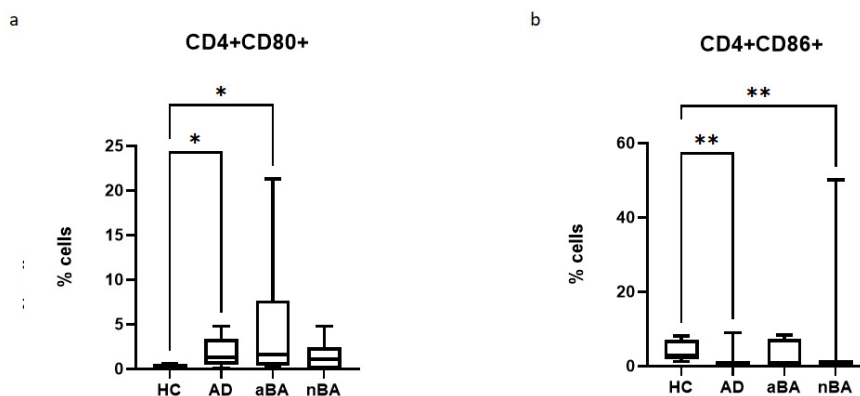 a
CD4+CD80+
*
*
25
20
15
10
5
0
% cells
HC AD aBA nBA
b
CD4+CD86+
**
**
60
40
20
0
% cells
HC AD aBA nBA